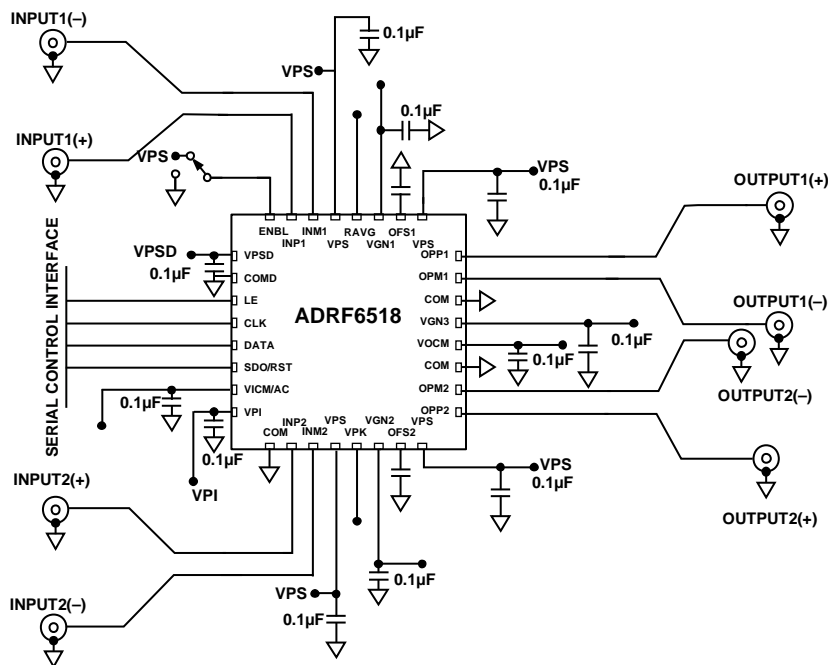 INPUT1(–)
0.1µF
VPS
INPUT1(+)
0.1µF
VPS
VPS
0.1µF
OUTPUT1(+)
ENBL
INP1
INM1
VPS
RAVG
VGN1
OFS1
VPS
VPSD
0.1µF
VPSD
COMD
LE
CLK
DATA
SDO/RST
VICM/AC
VPI
SERIAL CONTROL INTERFACE
ADRF6518
OPP1
OPM1
COM
VGN3
VOCM
COM
OPM2
OPP2
OUTPUT1(–)
0.1µF
0.1µF
OUTPUT2(–)
0.1µF
0.1µF
VPI
COM
INP2
INM2
VPS
VPK
VGN2
OFS2
VPS
VPS
0.1µF
INPUT2(+)
OUTPUT2(+)
0.1µF
INPUT2(–)
VPS
0.1µF